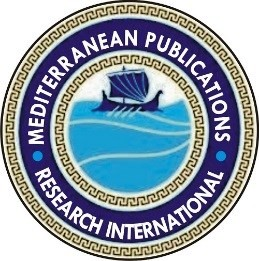 MEDITERRANEAN PUBLICATIONS
RESEARCH INTERNATIONAL